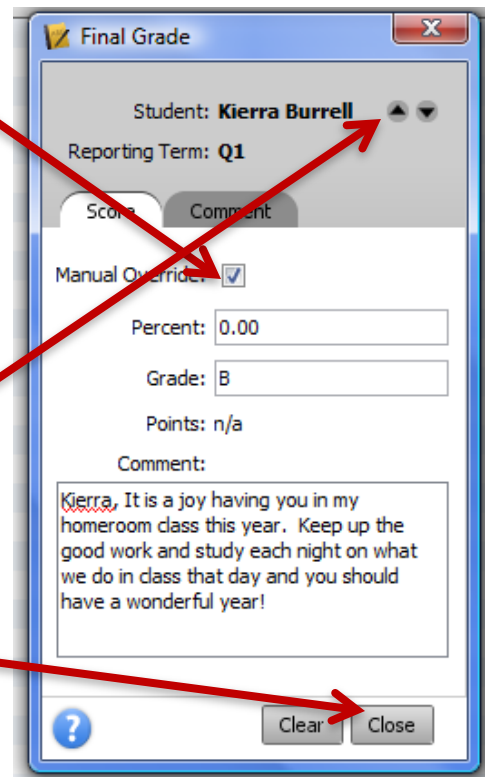 Final Grade
X
Student: Kierra Burrell
Reporting Term: Q1
Score Comment
Manual Override:
Percent: 0.00
Grade: B
Points: n/a
Comment:
Kierra, It is a joy having you in my
homeroom class this year.  Keep up the
good work and study each night on what
we do in class that day and you should
have a wonderful year!
? Clear Close